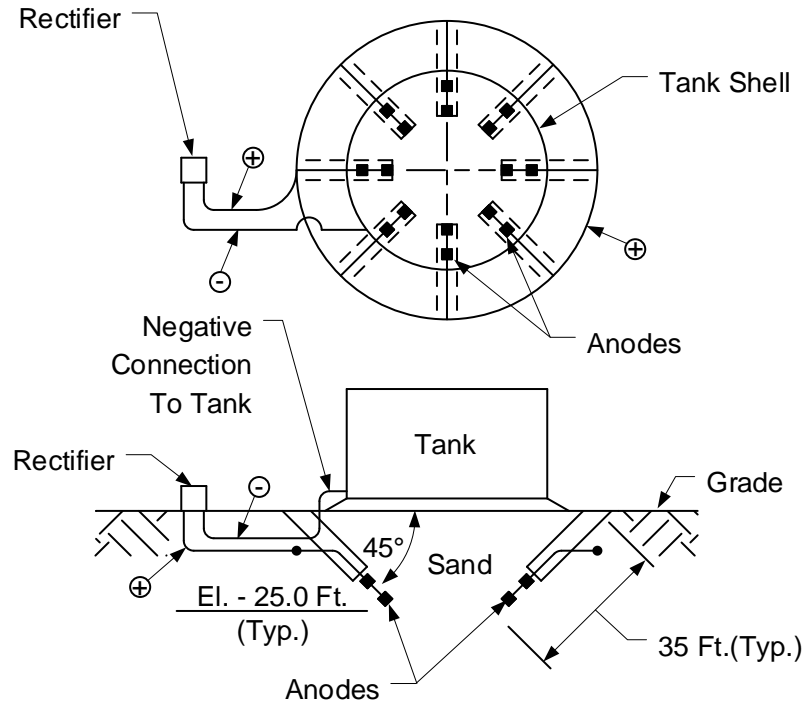 Rectifier
Tank Shell
+
-
+
Anodes
Negative
Connection
To Tank
Tank
Rectifier
-
Grade
45°
Sand
+
El. - 25.0 Ft.
(Typ.)
35 Ft.(Typ.)
Anodes